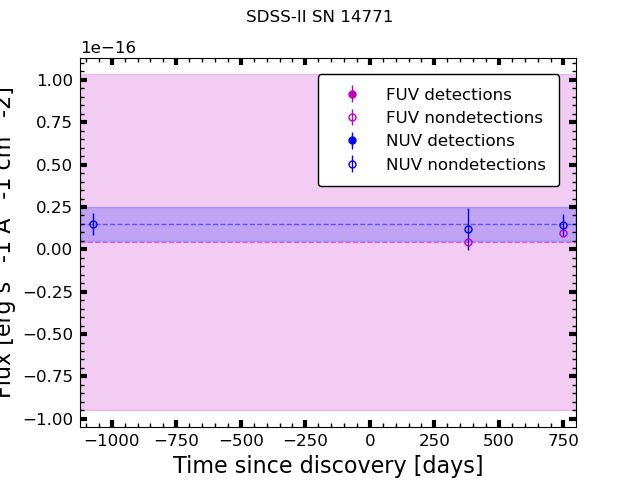 SDSS-II SN 14771
1e−16
1.00
0.75
0.50
0.25
0.00
−0.25
−0.50
−0.75
−1.00
Flux [erg s -1 A -1 cm -2]
FUV detections
FUV nondetections
NUV detections
NUV nondetections
−1000 −750 −500 −250 0 250 500 750
Time since discovery [days]